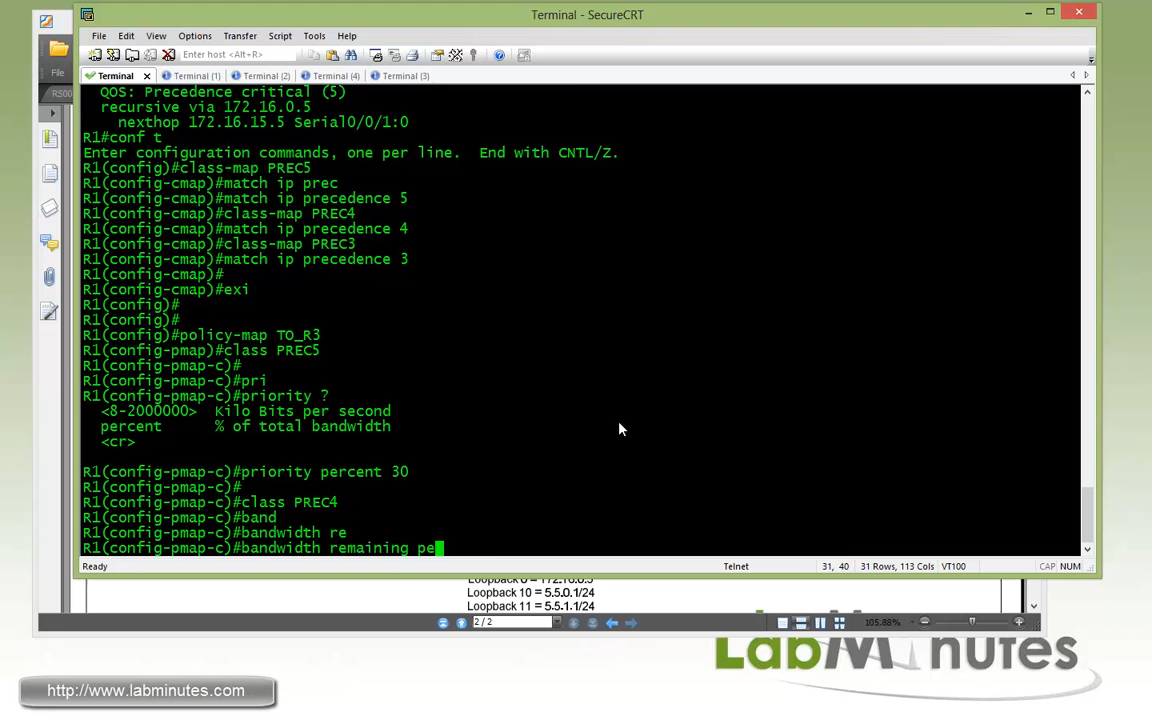 Terminal - SecureCRT
File Edit View Options Transfer Script Tools Help
Enter host <Alt+R>
File
Terminal Terminal (1) Terminal (2) Terminal (4) Terminal (3)
QOS: Precedence critical (5)
recursive via 172.16.0.5
nexthop 172.16.15.5 Serial0/0/1:0
R1#conf t
Enter configuration commands, one per line.  End with CNTL/Z.
R1(config)#class-map PREC5
R1(config-cmap)#match ip prec
R1(config-cmap)#match ip precedence 5
R1(config-cmap)#class-map PREC4
R1(config-cmap)#match ip precedence 4
R1(config-cmap)#class-map PREC3
R1(config-cmap)#match ip precedence 3
R1(config-cmap)#
R1(config-cmap)#exi
R1(config)#
R1(config)#
R1(config)#policy-map TO_R3
R1(config-pmap)#class PREC5
R1(config-pmap-c)#
R1(config-pmap-c)#pri
R1(config-pmap-c)#priority ?
<8-2000000>  Kilo Bits per second
percent      % of total bandwidth
<cr>
R1(config-pmap-c)#priority percent 30
R1(config-pmap-c)#
R1(config-pmap-c)#class PREC4
R1(config-pmap-c)#band
R1(config-pmap-c)#bandwidth re
R1(config-pmap-c)#bandwidth remaining pe
Ready Telnet 31, 40 31 Rows, 113 Cols VT100 CAP NUM
Loopback 10 = 5.5.0.1/24
Loopback 11 = 5.5.1.1/24
2 / 2 105.88%
LabMinutes
http://www.labminutes.com